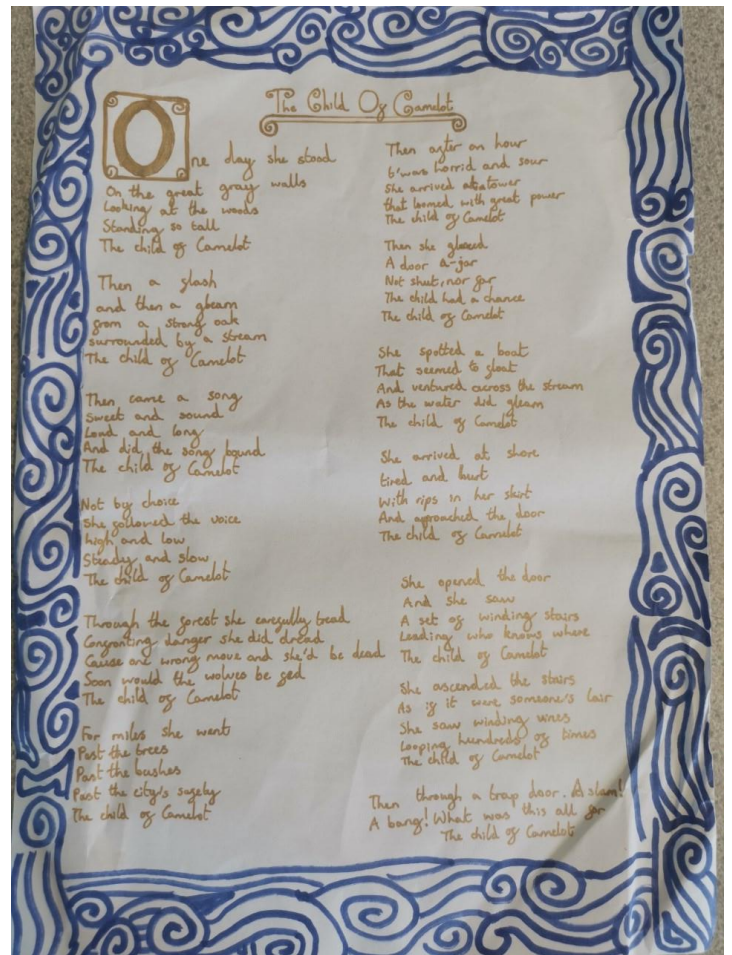 The Child Of Camelot
One day she stood
On the great gray walls
Looking at the woods
Standing so tall
The child of Camelot
Then a flash
and then a gleam
from a strong oak
surrounded by a stream
The child of Camelot
Then came a song
Sweet and sound
Loud and long
And did the song bound
The child of Camelot
Not by choice
She followed the voice
high and low
Steady and slow
The child of Camelot
Through the forest she carefully tread
Confronting danger she did dread
Cause one wrong move and she'd be dead
Soon would the wolves be fed
The child of Camelot
For miles she went
Past the trees
Past the bushes
Past the city's safety
The child of Camelot
Then after an hour
t'was horrid and sour
She arrived at a tower
that loomed with great power
The child of Camelot
Then she
A door a-jar
Not shut, nor far
The child had a chance
The child of Camelot
She spotted a boat
That seemed to float
And ventured across the stream
As the water did gleam
The child of Camelot
She arrived at shore
tired and hurt
With rips in her skirt
And approached the door
The child of Camelot
She opened the door
And she saw
A set of winding stairs
Leading who knows where
The child of Camelot
She ascended the stairs
As if it were someone's lair
She saw winding vines
Looping hundreds of times
The child of Camelot
Then through a trap door. A slam!
A bang! What was this all for
The child of Camelot